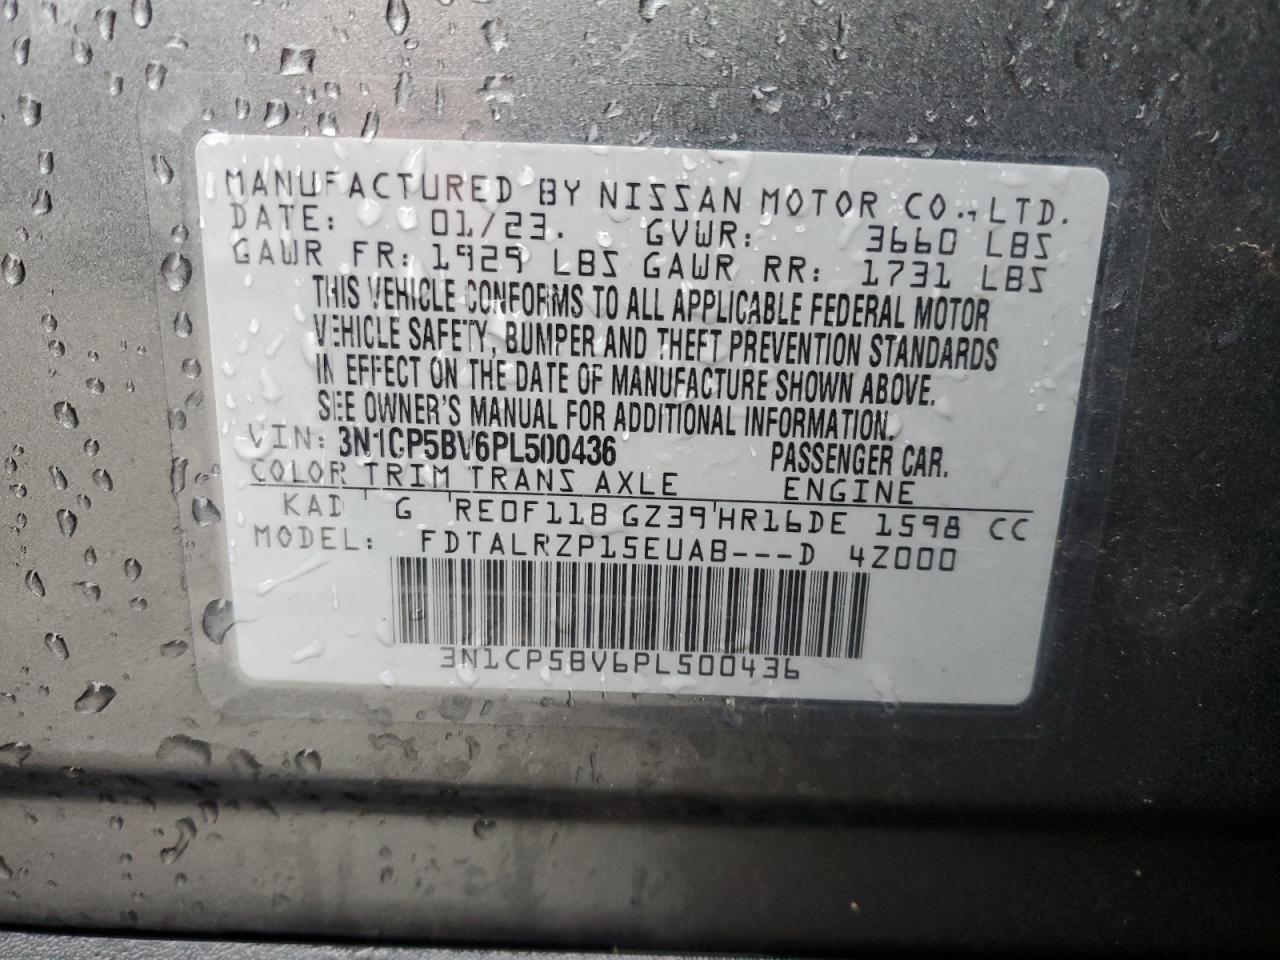 MANUFACTURED BY NISSAN MOTOR CO., LTD.
DATE: 01/23. GVWR: 3660 LBS
GAWR FR: 1929 LBS GAWR RR: 1731 LBS
THIS VEHICLE CONFORMS TO ALL APPLICABLE FEDERAL MOTOR
VEHICLE SAFETY, BUMPER AND THEFT PREVENTION STANDARDS
IN EFFECT ON THE DATE OF MANUFACTURE SHOWN ABOVE.
SEE OWNER'S MANUAL FOR ADDITIONAL INFORMATION.
VIN: 3N1CP5BV6PL500436 PASSENGER CAR.
COLOR TRIM TRANS AXLE ENGINE
KAD G RE0F11B GZ39 HR16DE 1598 CC
MODEL: FDTALRZP15EUAB---D 4Z000
3N1CP5BV6PL500436